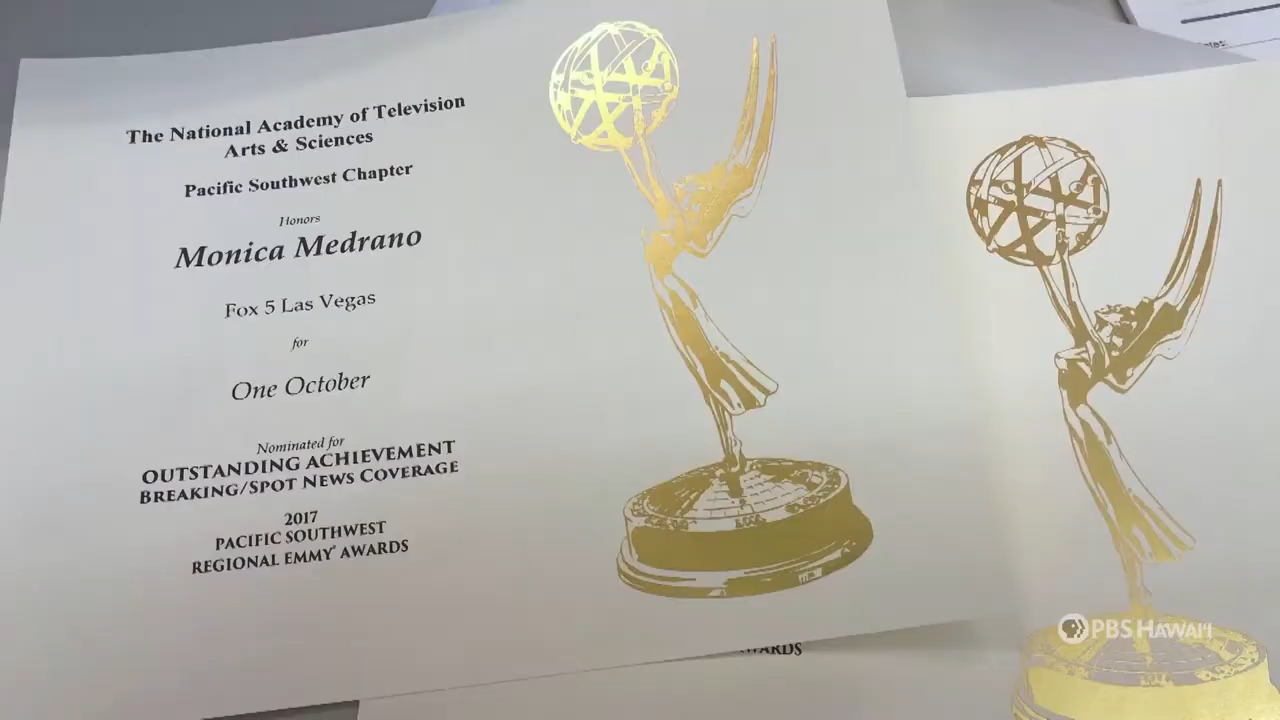 The National Academy of Television
Arts & Sciences
Pacific Southwest Chapter
Honors
Monica Medrano
Fox 5 Las Vegas
for
One October
Nominated for
OUTSTANDING ACHIEVEMENT
BREAKING/SPOT NEWS COVERAGE
2017
PACIFIC SOUTHWEST
REGIONAL EMMY® AWARDS
PBS HAWAI'I